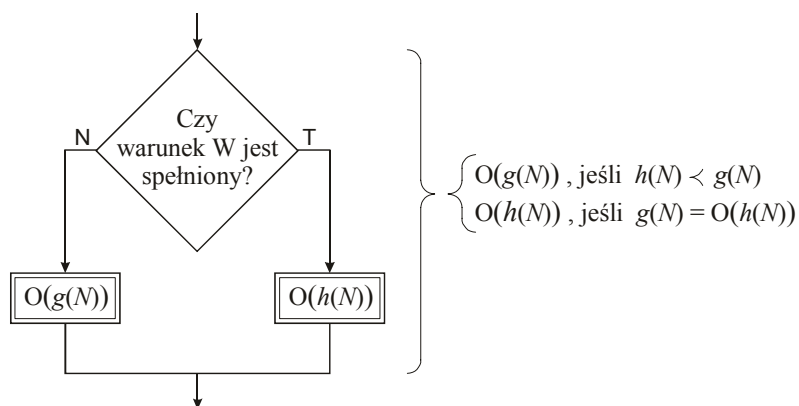 Czy
warunek W jest
spełniony?
N
T
O(g(N))
O(h(N))
O(g(N)) , jeśli h(N) ≺ g(N)
O(h(N)) , jeśli g(N) = O(h(N))